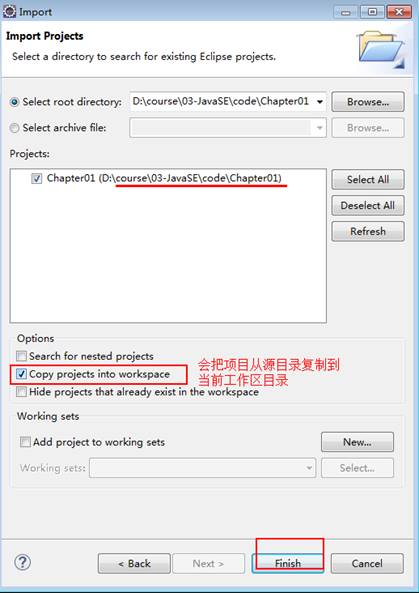 Import
Import Projects
Select a directory to search for existing Eclipse projects.
Select root directory: D:\course\03-JavaSE\code\Chapter01 Browse...
Select archive file: Browse...
Projects:
Chapter01 (D:\course\03-JavaSE\code\Chapter01) Select All
Deselect All
Refresh
Options
Search for nested projects
Copy projects into workspace 会把项目从源目录复制到
当前工作区目录
Hide projects that already exist in the workspace
Working sets
Add project to working sets New...
Working sets: Select...
? < Back Next > Finish Cancel